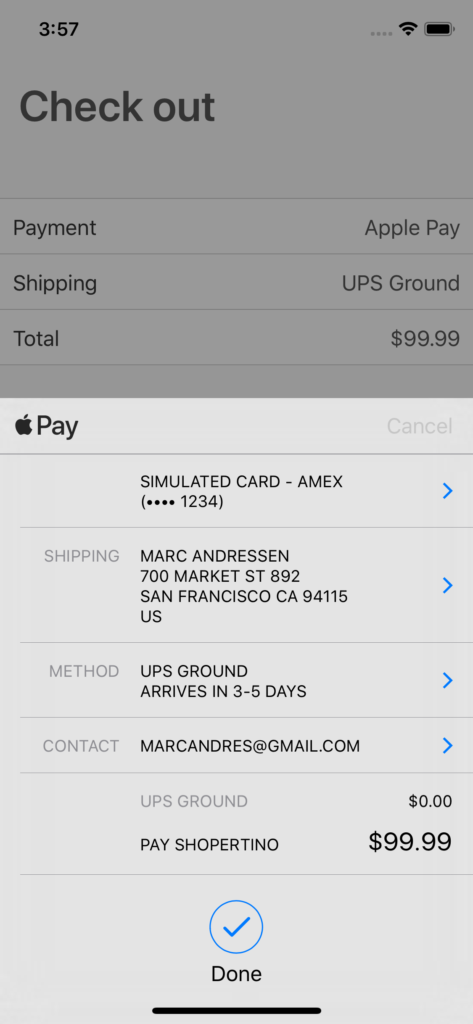 3:57
Check out
Payment Apple Pay
Shipping UPS Ground
Total $99.99
Pay Cancel
SIMULATED CARD - AMEX
(•••• 1234)
SHIPPING MARC ANDRESSEN
700 MARKET ST 892
SAN FRANCISCO CA 94115
US
METHOD UPS GROUND
ARRIVES IN 3-5 DAYS
CONTACT MARCANDRES@GMAIL.COM
UPS GROUND $0.00
PAY SHOPERTINO $99.99
Done